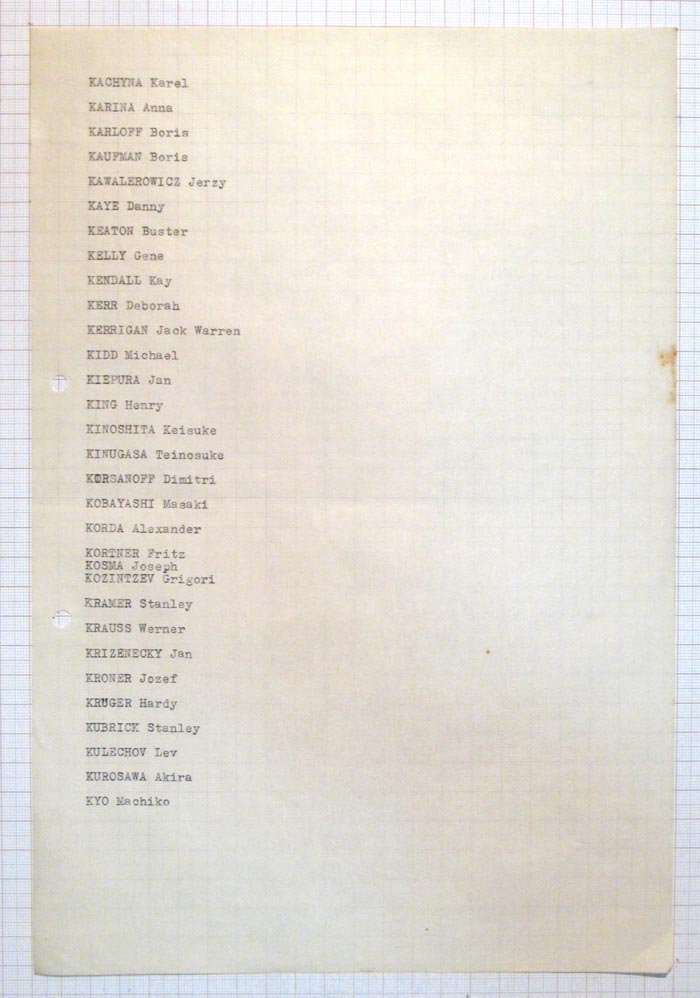 KACHYNA Karel
KARINA Anna
KARLOFF Boris
KAUFMAN Boris
KAWALEROWICZ Jerzy
KAYE Danny
KEATON Buster
KELLY Gene
KENDALL Kay
KERR Deborah
KERRIGAN Jack Warren
KIDD Michael
KIEPURA Jan
KING Henry
KINOSHITA Keisuke
KINUGASA Teinosuke
KORSANOFF Dimitri
KOBAYASHI Masaki
KORDA Alexander
KORTNER Fritz
KOSMA Joseph
KOZINTZEV Grigori
KRAMER Stanley
KRAUSS Werner
KRIZENECKY Jan
KRONER Jozef
KRUGER Hardy
KUBRICK Stanley
KULECHOV Lev
KUROSAWA Akira
KYO Machiko